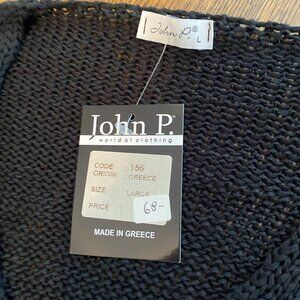 John P.®
L
John P.
world of clothing
CODE : 156
ORIGIN : GREECE
SIZE : LARGE
PRICE : 68-
MADE IN GREECE